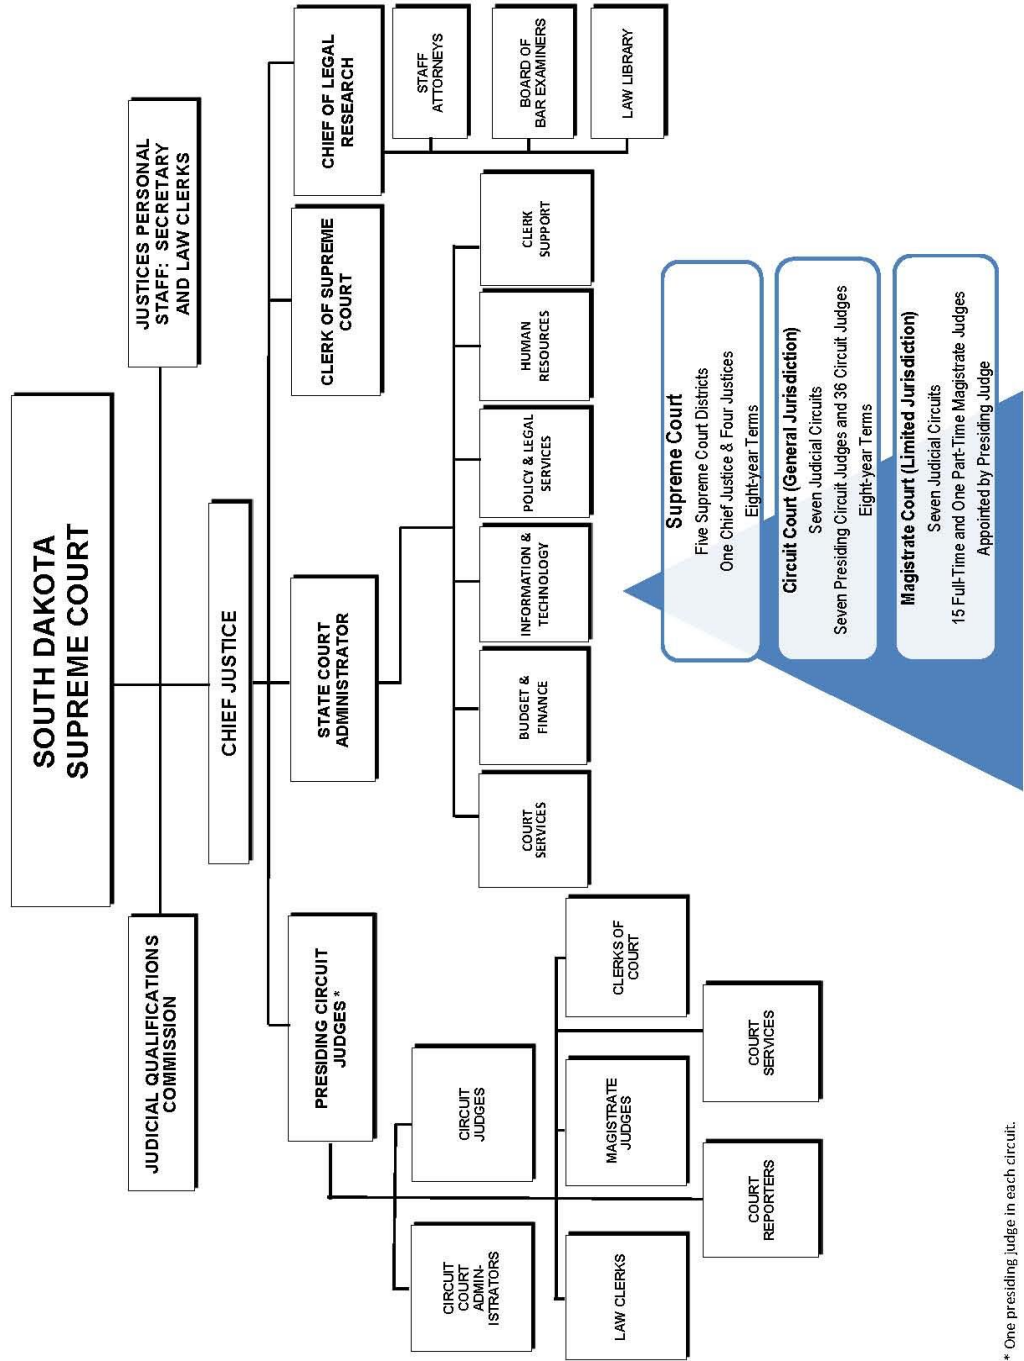 SOUTH DAKOTA
SUPREME COURT
JUDICIAL QUALIFICATIONS
COMMISSION
JUSTICES PERSONAL
STAFF: SECRETARY
AND LAW CLERKS
CHIEF JUSTICE
PRESIDING CIRCUIT
JUDGES *
STATE COURT
ADMINISTRATOR
CLERK OF SUPREME
COURT
CHIEF OF LEGAL
RESEARCH
STAFF
ATTORNEYS
BOARD OF
BAR EXAMINERS
LAW LIBRARY
COURT
SERVICES
BUDGET &
FINANCE
INFORMATION &
TECHNOLOGY
POLICY & LEGAL
SERVICES
HUMAN
RESOURCES
CLERK
SUPPORT
CIRCUIT
COURT
ADMIN-
ISTRATORS
CIRCUIT
JUDGES
LAW CLERKS
MAGISTRATE
JUDGES
CLERKS OF
COURT
COURT
REPORTERS
COURT
SERVICES
Supreme Court
Five Supreme Court Districts
One Chief Justice & Four Justices
Eight-year Terms
Circuit Court (General Jurisdiction)
Seven Judicial Circuits
Seven Presiding Circuit Judges and 36 Circuit Judges
Eight-year Terms
Magistrate Court (Limited Jurisdiction)
Seven Judicial Circuits
15 Full-Time and One Part-Time Magistrate Judges
Appointed by Presiding Judge
* One presiding judge in each circuit.